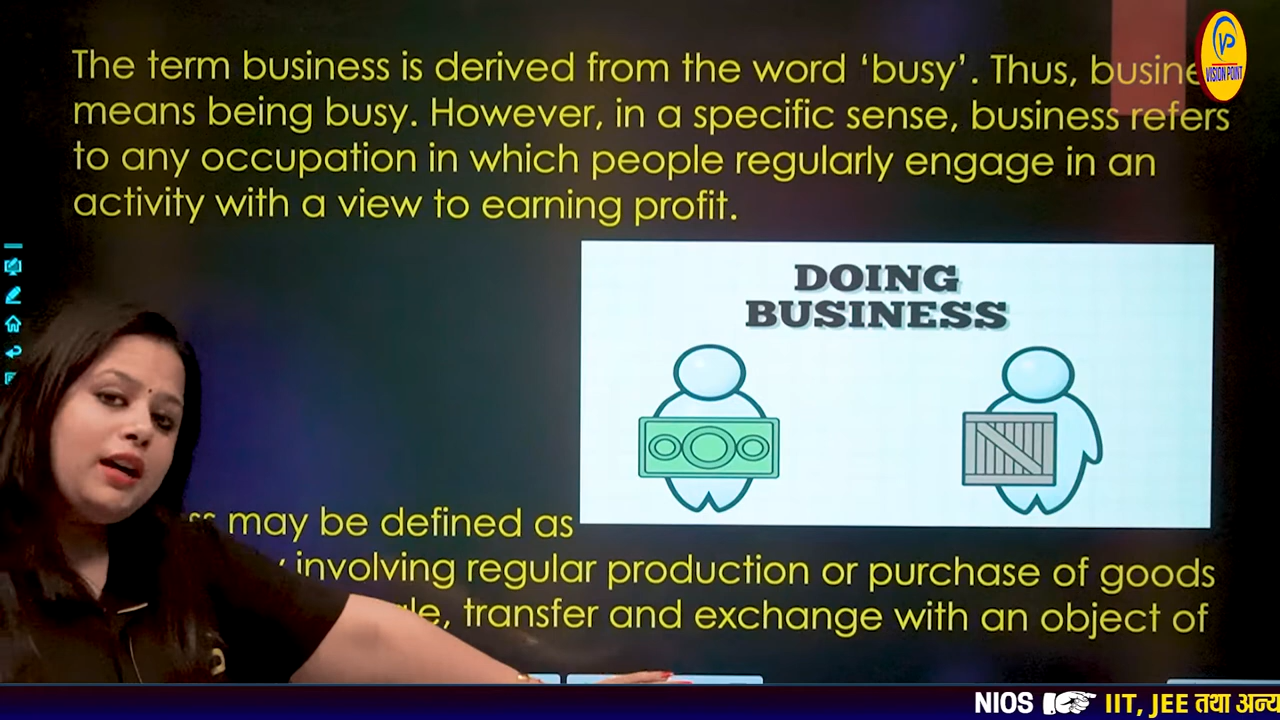 The term business is derived from the word ‘busy’. Thus, busine
means being busy. However, in a specific sense, business refers
to any occupation in which people regularly engage in an
activity with a view to earning profit.
VP
VISION POINT
DOING
BUSINESS
ss may be defined as
involving regular production or purchase of goods
transfer and exchange with an object of
NIOS IIT, JEE तथा अन्य